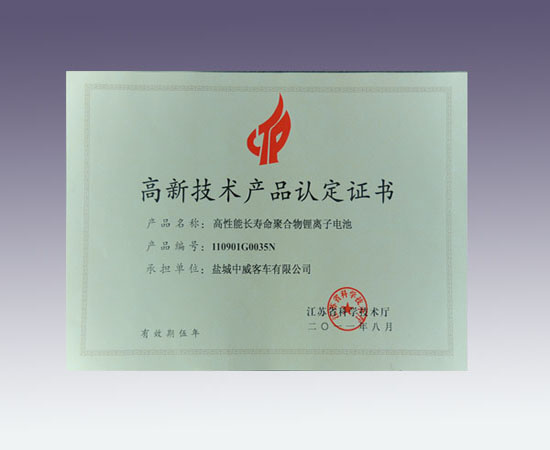 高新技术产品认定证书
产品名称：高性能长寿命聚合物锂离子电池
产品编号：110901G0035N
承担单位：盐城中威客车有限公司
江苏省科学技术厅
二〇一一年八月
有效期伍年